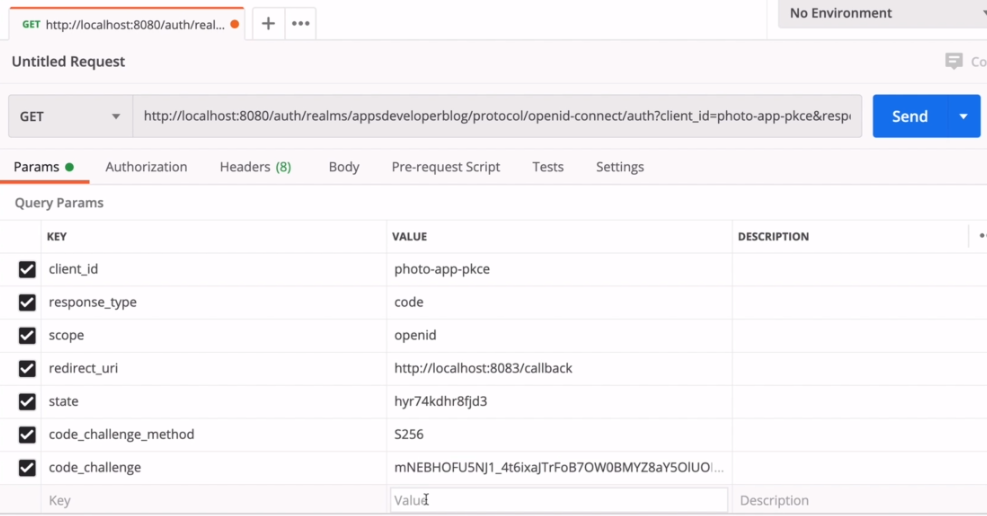 GET http://localhost:8080/auth/real... + •••
No Environment
Untitled Request
Co
GET http://localhost:8080/auth/realms/appsdeveloperblog/protocol/openid-connect/auth?client_id=photo-app-pkce&resp Send
Params Authorization Headers (8) Body Pre-request Script Tests Settings
Query Params
KEY VALUE DESCRIPTION
client_id photo-app-pkce
response_type code
scope openid
redirect_uri http://localhost:8083/callback
state hyr74kdhr8fjd3
code_challenge_method S256
code_challenge mNEBHOFU5NJ1_4t6ixaJTrFoB7OW0BMYZ8aY5OlUO...
Key Value Description